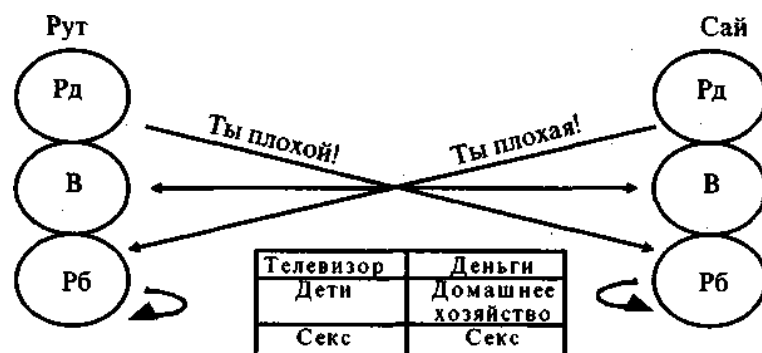 Рут Сай
Рд Рд
Ты плохой! Ты плохая!
В В
Рб Рб
Телевизор Деньги
Дети Домашнее
хозяйство
Секс Секс